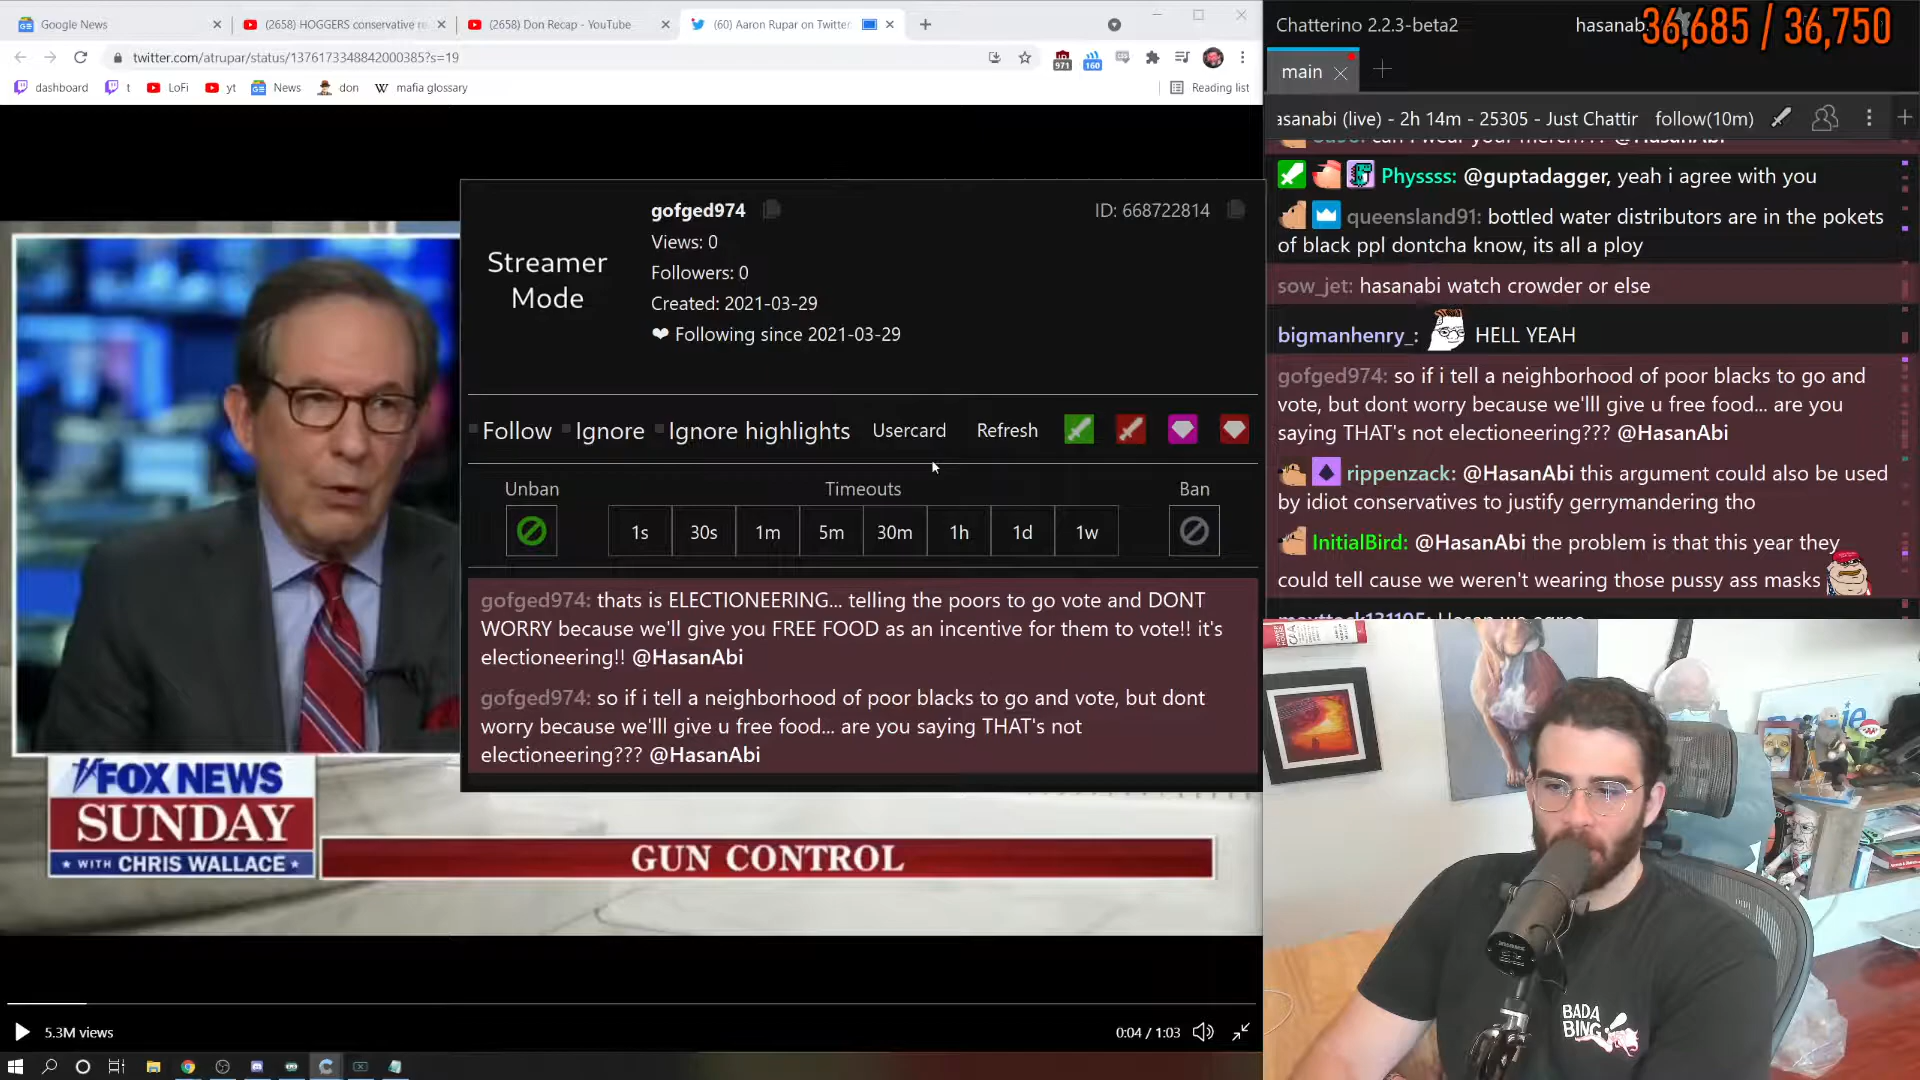 Google News
(2658) HOGGERS conservative re
(2658) Don Recap - YouTube
(60) Aaron Rupar on Twitter
twitter.com/atrupar/status/1376173348842000385?s=19
971
160
dashboard
t
LoFi
yt
News
don
mafia glossary
Reading list
Streamer
Mode
gofged974
ID: 668722814
Views: 0
Followers: 0
Created: 2021-03-29
❤ Following since 2021-03-29
Follow
Ignore
Ignore highlights
Usercard
Refresh
Unban
Timeouts
Ban
1s
30s
1m
5m
30m
1h
1d
1w
gofged974: thats is ELECTIONEERING... telling the poors to go vote and DONT
WORRY because we'll give you FREE FOOD as an incentive for them to vote!! it's
electioneering!! @HasanAbi
gofged974: so if i tell a neighborhood of poor blacks to go and vote, but dont
worry because we'lll give u free food... are you saying THAT's not
electioneering??? @HasanAbi
FOX NEWS
SUNDAY
WITH CHRIS WALLACE
GUN CONTROL
5.3M views
0:04 / 1:03
Chatterino 2.2.3-beta2
hasanab
36,685 / 36,750
main
asanabi (live) - 2h 14m - 25305 - Just Chattir
follow(10m)
can i wear your merch??? @HasanAbi
Physsss: @guptadagger, yeah i agree with you
queensland91: bottled water distributors are in the pokets
of black ppl dontcha know, its all a ploy
sow_jet: hasanabi watch crowder or else
bigmanhenry_: HELL YEAH
gofged974: so if i tell a neighborhood of poor blacks to go and
vote, but dont worry because we'lll give u free food... are you
saying THAT's not electioneering??? @HasanAbi
rippenzack: @HasanAbi this argument could also be used
by idiot conservatives to justify gerrymandering tho
InitialBird: @HasanAbi the problem is that this year they
could tell cause we weren't wearing those pussy ass masks
Hasan we agree
BADA
BING